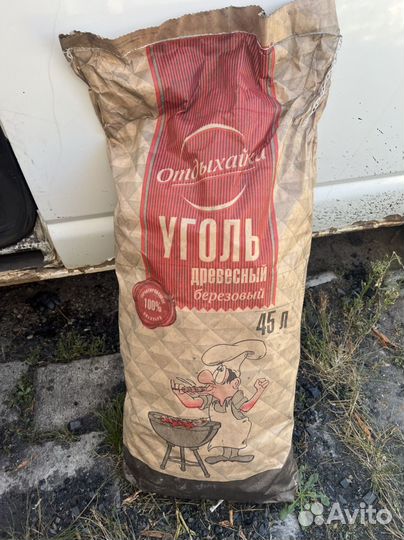 Отдыхайка
УГОЛЬ
древесный
березовый
100%
45 л
Avito